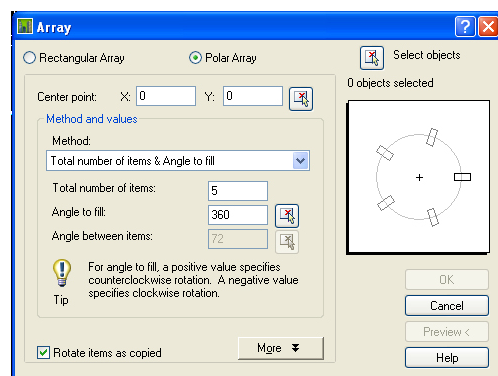 Array
Rectangular Array
Polar Array
Select objects
0 objects selected
Center point: X: 0 Y: 0
Method and values
Method:
Total number of items & Angle to fill
Total number of items: 5
Angle to fill: 360
Angle between items: 72
For angle to fill, a positive value specifies
counterclockwise rotation. A negative value
specifies clockwise rotation.
Tip
Rotate items as copied
More
OK
Cancel
Preview <
Help